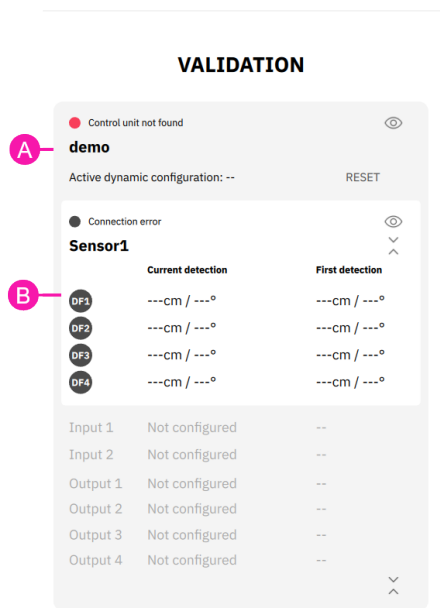 VALIDATION
Control unit not found
A demo
Active dynamic configuration: -- RESET
Connection error
Sensor1
Current detection First detection
B DF1 ---cm / ---° ---cm / ---°
DF2 ---cm / ---° ---cm / ---°
DF3 ---cm / ---° ---cm / ---°
DF4 ---cm / ---° ---cm / ---°
Input 1 Not configured --
Input 2 Not configured --
Output 1 Not configured --
Output 2 Not configured --
Output 3 Not configured --
Output 4 Not configured --